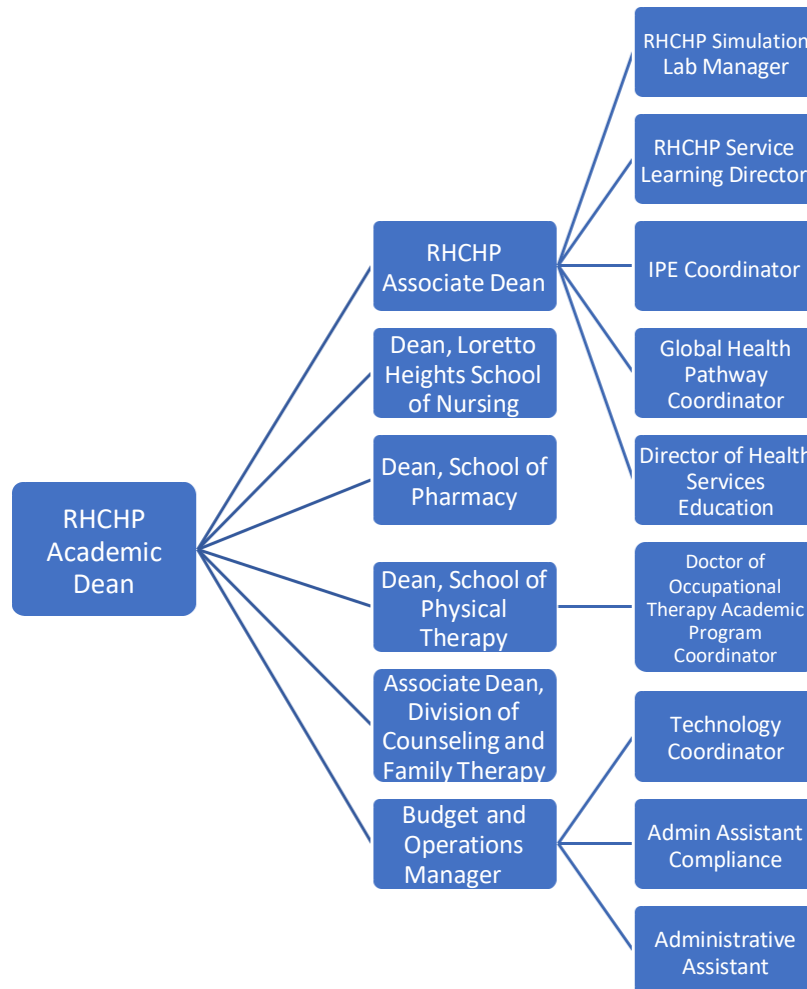 RHCHP
Academic
Dean
RHCHP
Associate Dean
Dean, Loretto
Heights School
of Nursing
Dean, School of
Pharmacy
Dean, School of
Physical
Therapy
Associate Dean,
Division of
Counseling and
Family Therapy
Budget and
Operations
Manager
RHCHP Simulation
Lab Manager
RHCHP Service
Learning Director
IPE Coordinator
Global Health
Pathway
Coordinator
Director of Health
Services
Education
Doctor of
Occupational
Therapy Academic
Program
Coordinator
Technology
Coordinator
Admin Assistant
Compliance
Administrative
Assistant